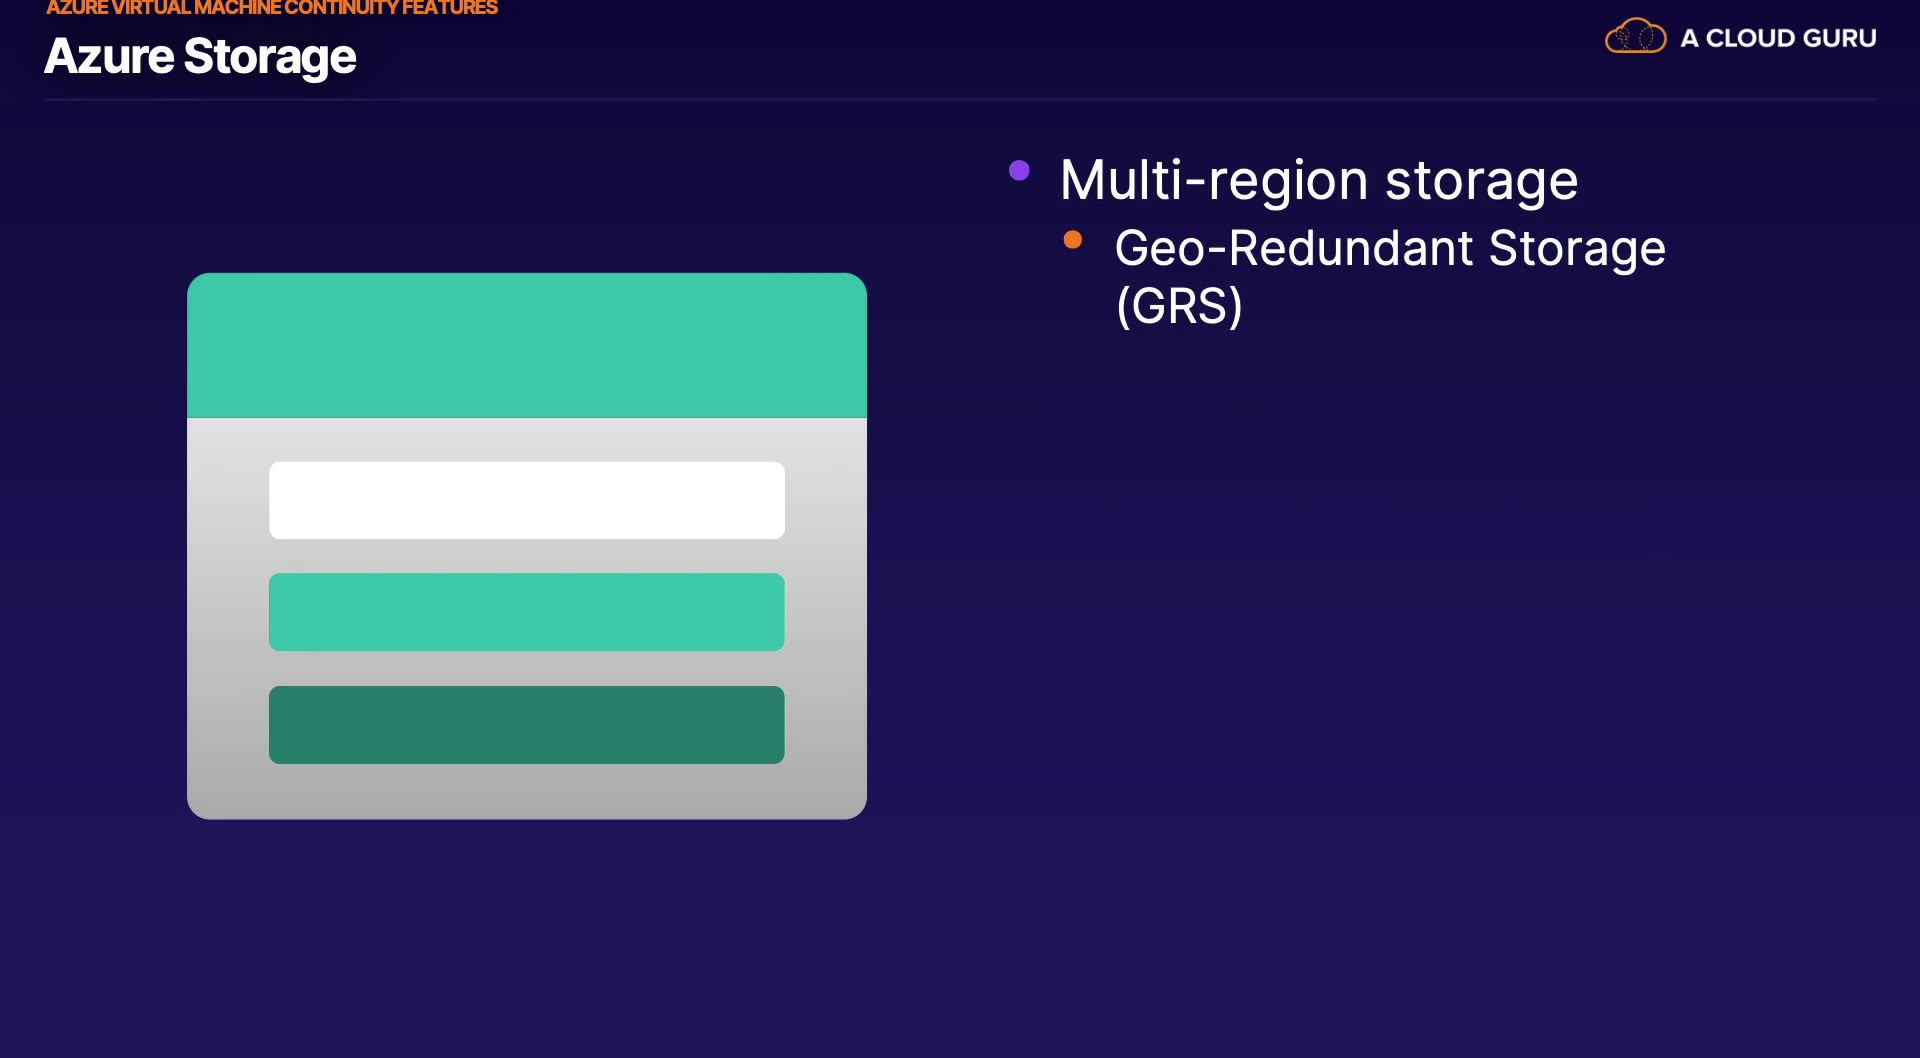 AZURE VIRTUAL MACHINE CONTINUITY FEATURES
Azure Storage
A CLOUD GURU
Multi-region storage
Geo-Redundant Storage
(GRS)